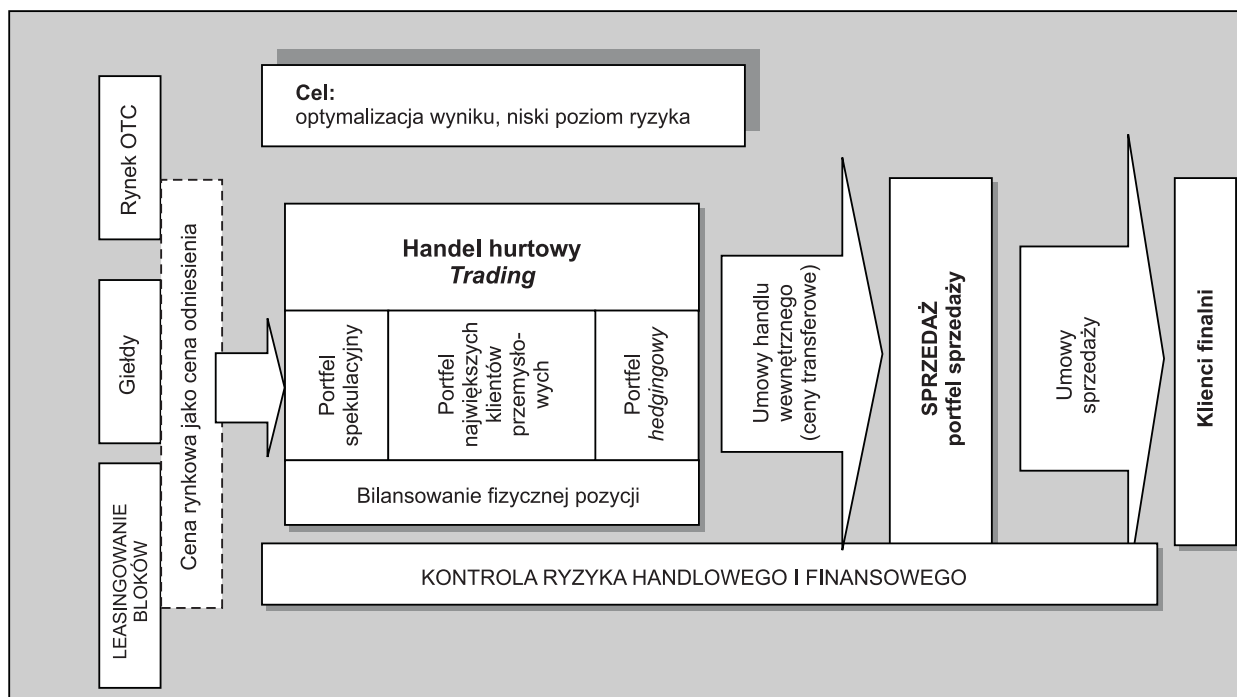 Cel:
optymalizacja wyniku, niski poziom ryzyka
Rynek OTC
Giełdy
LEASINGOWANIE
BLOKÓW
Cena rynkowa jako cena odniesienia
Handel hurtowy
Trading
Portfel
spekulacyjny
Portfel
największych
klientów
przemysło-
wych
Portfel
hedgingowy
Bilansowanie fizycznej pozycji
Umowy handlu
wewnętrznego
(ceny transferowe)
SPRZEDAŻ
portfel sprzedaży
Umowy
sprzedaży
Klienci finalni
KONTROLA RYZYKA HANDLOWEGO I FINANSOWEGO